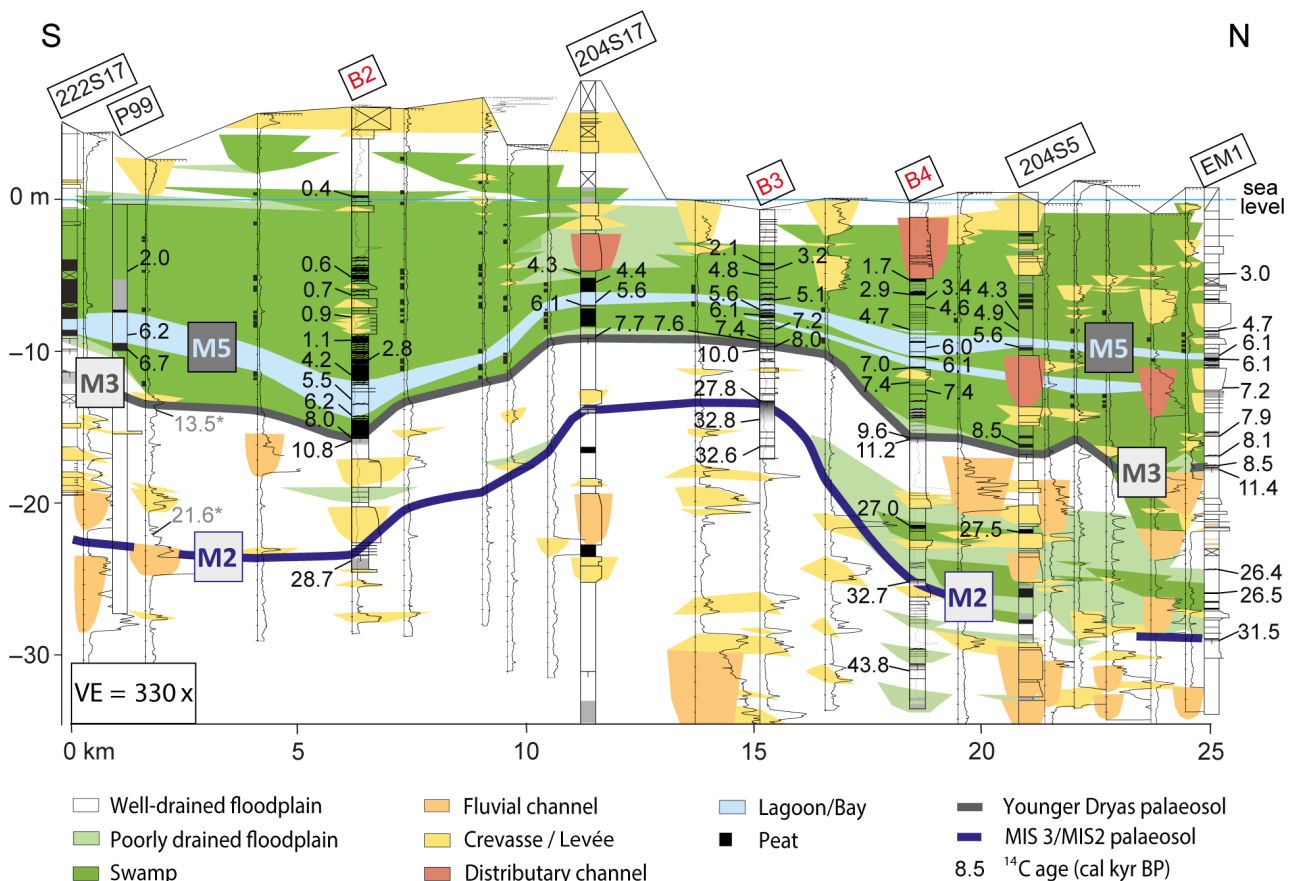 S
N
222S17
P99
B2
204S17
B3
B4
204S5
EM1
0 m
sea
level
–10
–20
–30
2.0
6.2
6.7
13.5*
21.6*
0.4
0.6
0.7
0.9
1.1
4.2
2.8
5.5
6.2
8.0
10.8
28.7
4.3
4.4
5.6
6.1
7.7
7.6
2.1
3.2
4.8
5.6
5.1
6.1
7.2
7.4
8.0
10.0
27.8
32.8
32.6
1.7
2.9
3.4
4.6
4.7
6.0
7.0
6.1
7.4
7.4
9.6
11.2
27.0
32.7
43.8
4.3
4.9
5.6
8.5
27.5
3.0
4.7
6.1
6.1
7.2
7.9
8.1
8.5
11.4
26.4
26.5
31.5
M5
M5
M3
M3
M2
M2
VE = 330 x
0 km
5
10
15
20
25
Well-drained floodplain
Poorly drained floodplain
Swamp
Fluvial channel
Crevasse / Levée
Distributary channel
Lagoon/Bay
Peat
Younger Dryas palaeosol
MIS 3/MIS2 palaeosol
8.5 ¹⁴C age (cal kyr BP)